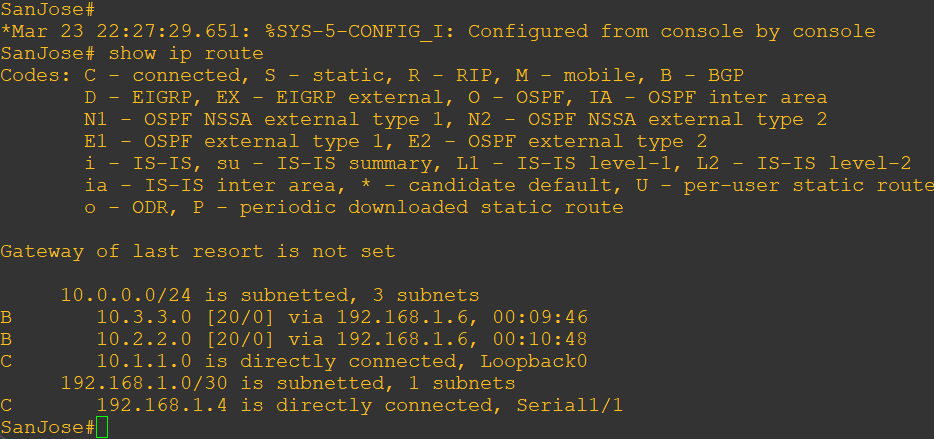 SanJose#
*Mar 23 22:27:29.651: %SYS-5-CONFIG_I: Configured from console by console
SanJose# show ip route
Codes: C - connected, S - static, R - RIP, M - mobile, B - BGP
       D - EIGRP, EX - EIGRP external, O - OSPF, IA - OSPF inter area
       N1 - OSPF NSSA external type 1, N2 - OSPF NSSA external type 2
       E1 - OSPF external type 1, E2 - OSPF external type 2
       i - IS-IS, su - IS-IS summary, L1 - IS-IS level-1, L2 - IS-IS level-2
       ia - IS-IS inter area, * - candidate default, U - per-user static route
       o - ODR, P - periodic downloaded static route

Gateway of last resort is not set

     10.0.0.0/24 is subnetted, 3 subnets
B       10.3.3.0 [20/0] via 192.168.1.6, 00:09:46
B       10.2.2.0 [20/0] via 192.168.1.6, 00:10:48
C       10.1.1.0 is directly connected, Loopback0
     192.168.1.0/30 is subnetted, 1 subnets
C       192.168.1.4 is directly connected, Serial1/1
SanJose#